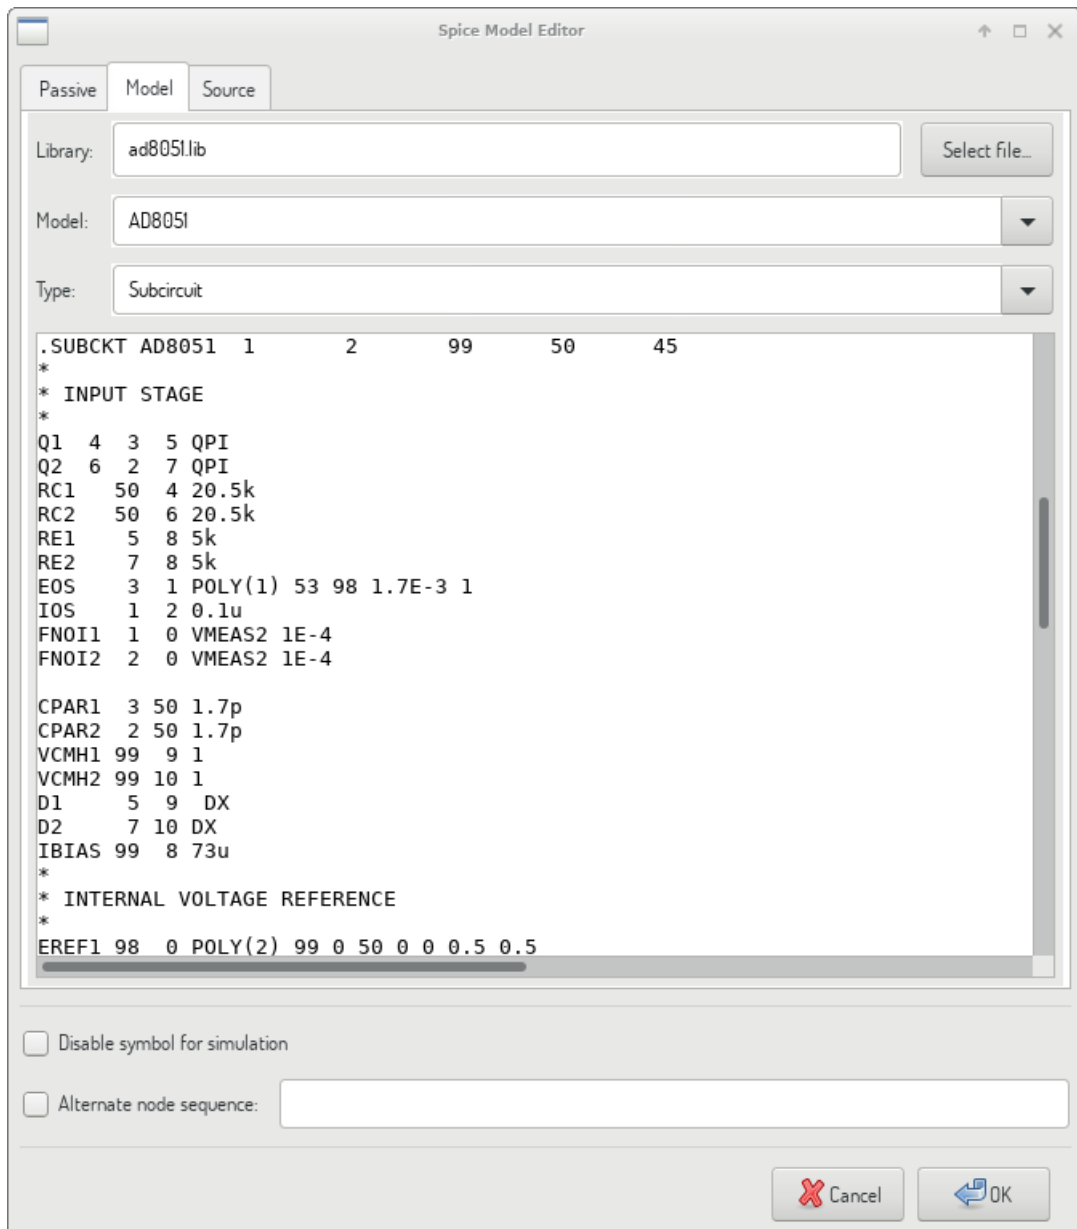 Spice Model Editor
Passive Model Source
Library: ad8051.lib Select file...
Model: AD8051
Type: Subcircuit
.SUBCKT AD8051  1       2       99      50      45
*
*  INPUT  STAGE
*
Q1  4  3  5 QPI
Q2  6  2  7 QPI
RC1   50  4 20.5k
RC2   50  6 20.5k
RE1    5  8 5k
RE2    7  8 5k
EOS    3  1 POLY(1) 53 98 1.7E-3 1
IOS    1  2 0.1u
FNOI1  1  0 VMEAS2 1E-4
FNOI2  2  0 VMEAS2 1E-4
CPAR1  3 50 1.7p
CPAR2  2 50 1.7p
VCMH1 99  9 1
VCMH2 99 10 1
D1     5  9  DX
D2     7 10 DX
IBIAS 99  8 73u
*
*  INTERNAL VOLTAGE REFERENCE
*
EREF1 98  0 POLY(2) 99 0 50 0 0 0.5 0.5
Disable symbol for simulation
Alternate node sequence:
Cancel OK